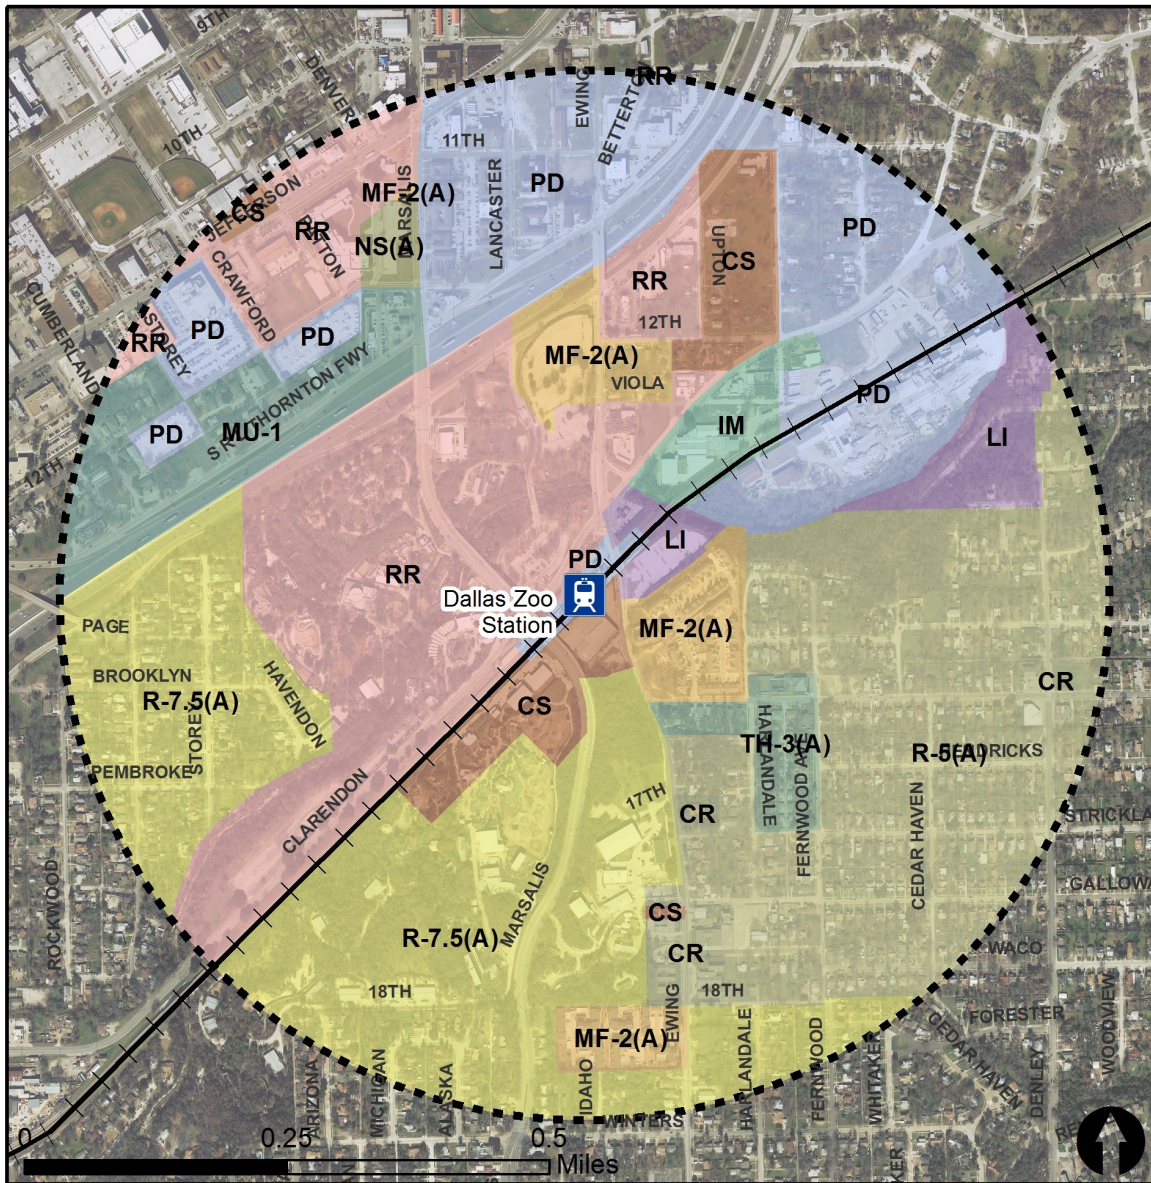 9TH
DENVER
EWING
RR
BETTERTO
10TH
11TH
MARSALIS
LANCASTER
PD
MF-2(A)
JEFFERSON
CS
RR
NS(A)
PD
UPTON
CS
CRAWFORD
RR
CUMBERLAND
STOREY
PD
PD
12TH
RR
MF-2(A)
VIOLA
S R L THORNTON FWY
PD
IM
PD
MU-1
LI
12TH
LI
PD
RR
Dallas Zoo
Station
PAGE
MF-2(A)
BROOKLYN
HAVENDON
CR
R-7.5(A)
STOREY
CS
HARLANDALE
TH-3(A)
FERNWOOD AVE
R-5(A)
HENDRICKS
PEMBROKE
17TH
CLARENDON
CR
STRICKLA
CEDAR HAVEN
ROCKWOOD
MARSALIS
GALLOWA
CS
R-7.5(A)
CR
WACO
18TH
18TH
WOODVIEW
EWING
FORESTER
MF-2(A)
HARLANDALE
FERNWOOD
WHITAKER
CEDAR HAVEN
DENLEY
ARIZONA
MICHIGAN
ALASKA
IDAHO
WINTERS
0
0.25
0.5
Miles